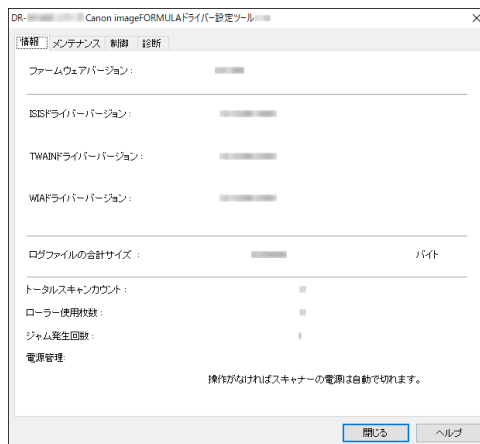 DR- Canon imageFORMULAドライバー設定ツール
情報 メンテナンス 制御 診断
ファームウェアバージョン:
ISISドライバーバージョン:
TWAINドライバーバージョン:
WIAドライバーバージョン:
ログファイルの合計サイズ : バイト
トータルスキャンカウント:
ローラー使用枚数:
ジャム発生回数:
電源管理:
操作がなければスキャナーの電源は自動で切れます。
閉じる ヘルプ